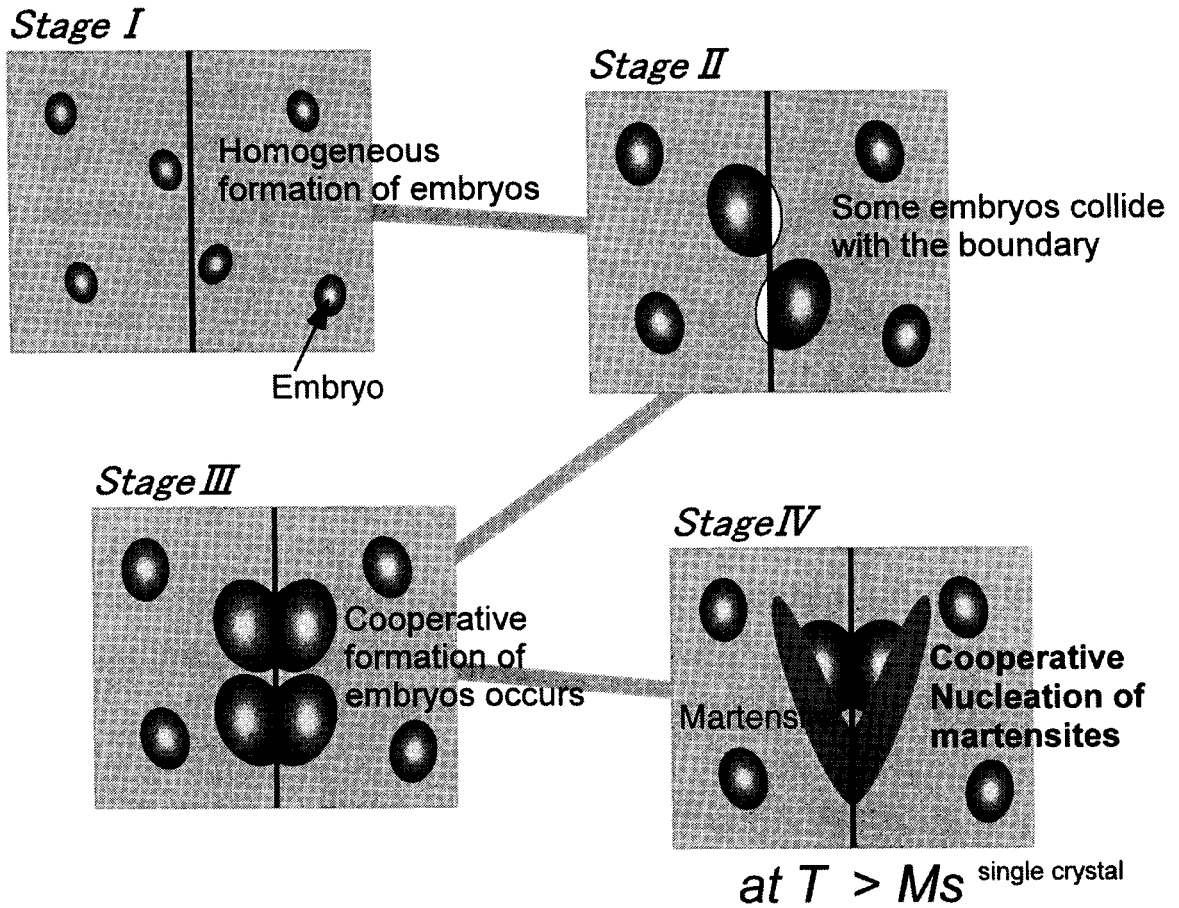 Stage I
Homogeneous
formation of embryos
Embryo
Stage II
Some embryos collide
with the boundary
Stage III
Cooperative
formation of
embryos occurs
Stage IV
Cooperative
Nucleation of
martensites
at T > Ms single crystal